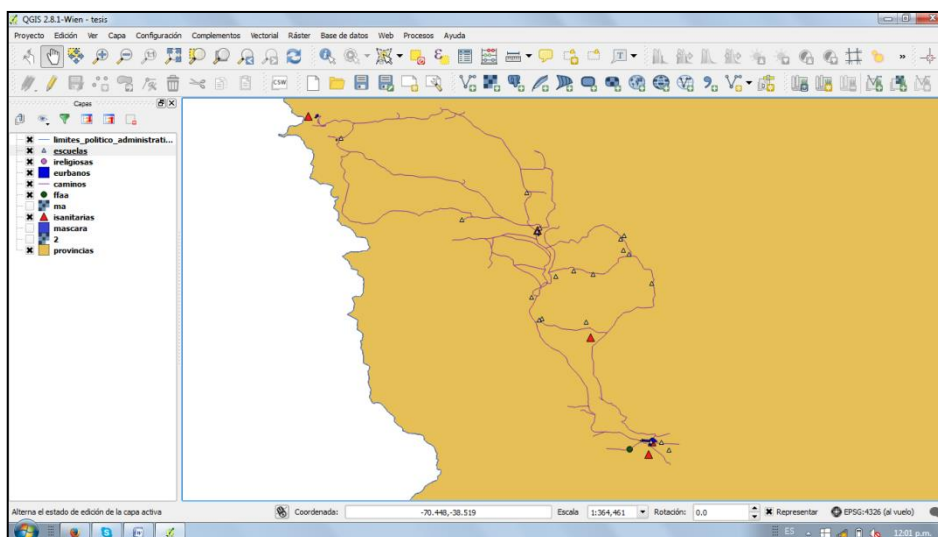 QGIS 2.8.1-Wien - tesis
Proyecto Edición Ver Capa Configuración Complementos Vectorial Ráster Base de datos Web Procesos Ayuda
CSW
Capas
limites_politico_administrati...
escuelas
ireligiosas
eurbanos
caminos
ffaa
ma
isanitarias
mascara
2
provincias
Alterna el estado de edición de la capa activa Coordenada: -70.448,-38.519 Escala 1:364,461 Rotación: 0.0 Representar EPSG:4326 (al vuelo)
ES 12:01 p.m.